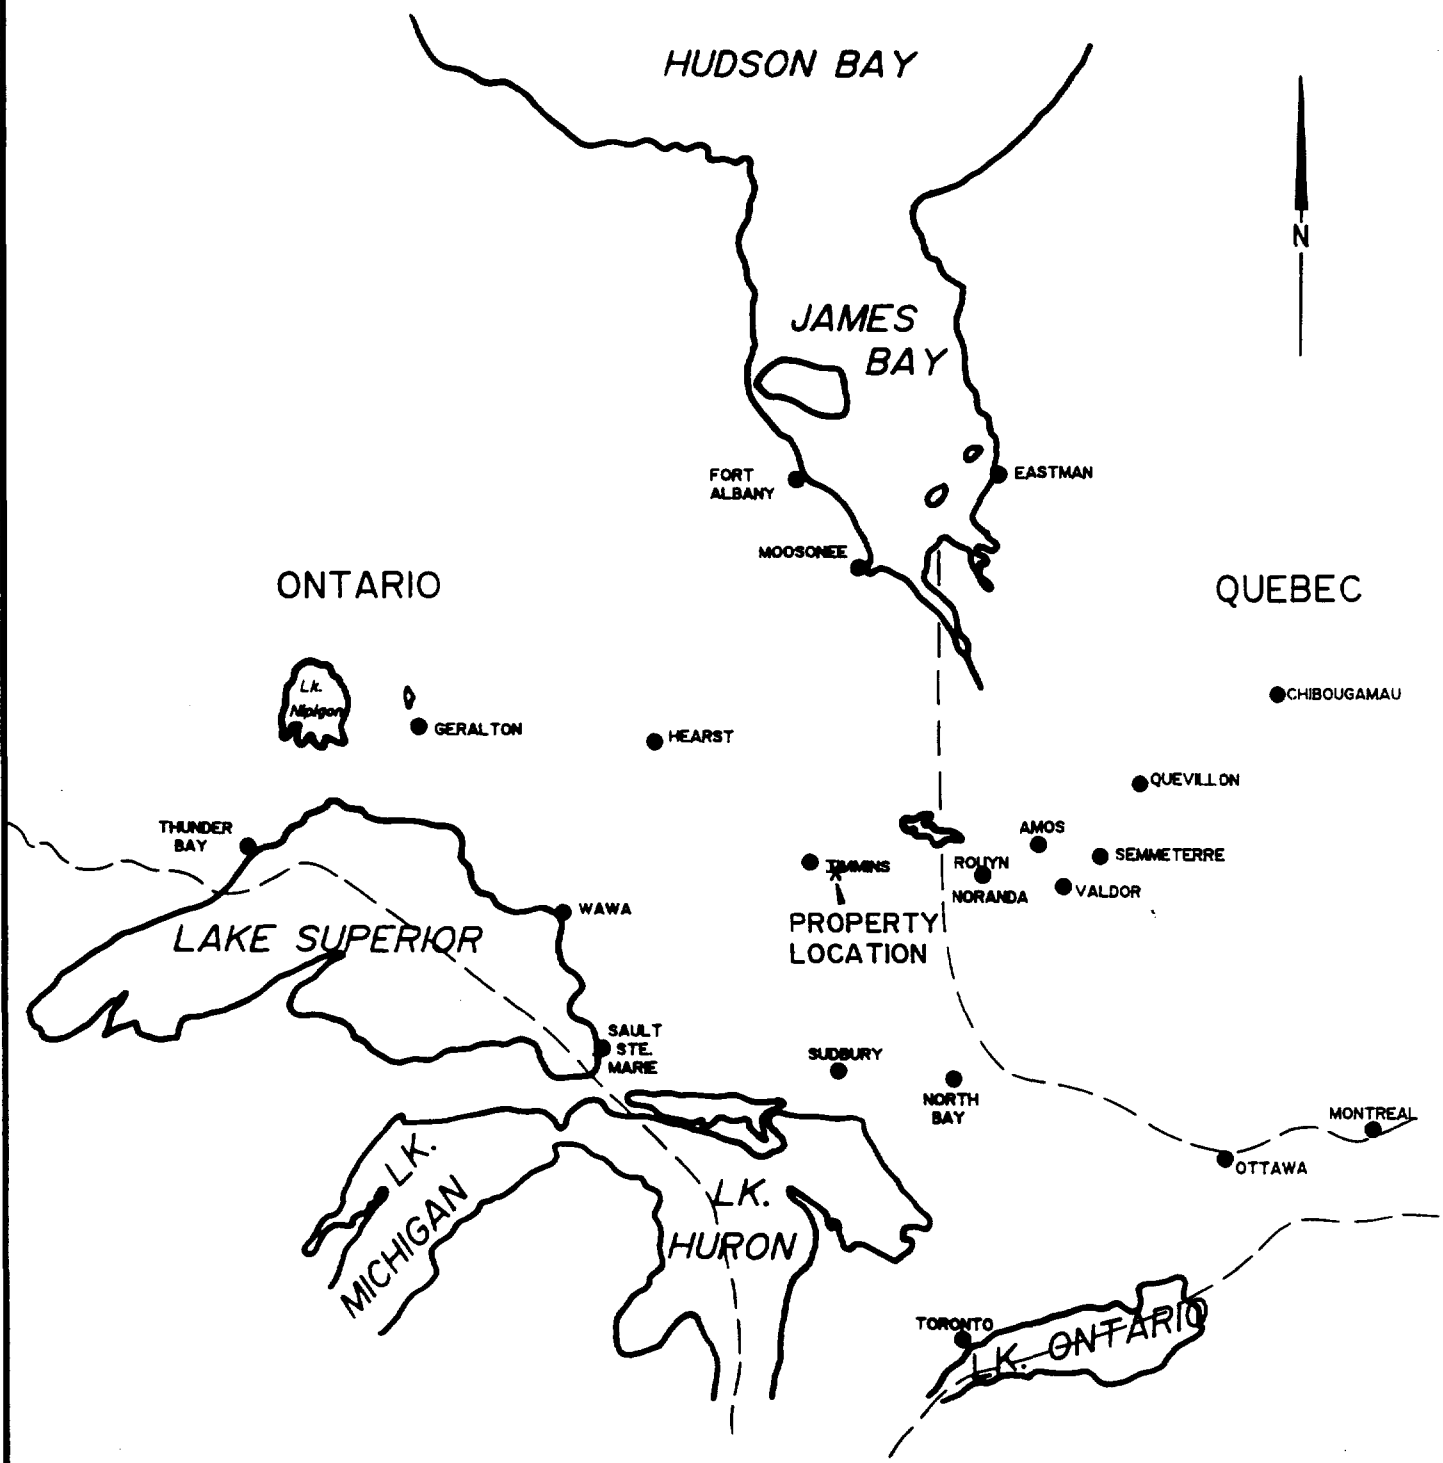 HUDSON BAY
N
JAMES
BAY
FORT
ALBANY
EASTMAN
MOOSONEE
ONTARIO
QUEBEC
Lk.
Nipigon
GERALTON
HEARST
CHIBOUGAMAU
QUEVILLON
THUNDER
BAY
TIMMINS
AMOS
ROUYN
NORANDA
SEMMETERRE
VALDOR
WAWA
PROPERTY
LOCATION
LAKE SUPERIOR
SAULT
STE.
MARIE
SUDBURY
NORTH
BAY
MONTREAL
OTTAWA
LK.
MICHIGAN
LK.
HURON
TORONTO
LK. ONTARIO